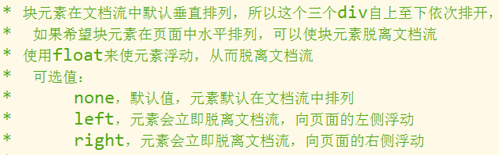 * 块元素在文档流中默认垂直排列，所以这个三个div自上至下依次排开，
* 如果希望块元素在页面中水平排列，可以使块元素脱离文档流
* 使用float来使元素浮动，从而脱离文档流
* 可选值：
* none，默认值，元素默认在文档流中排列
* left，元素会立即脱离文档流，向页面的左侧浮动
* right，元素会立即脱离文档流，向页面的右侧浮动